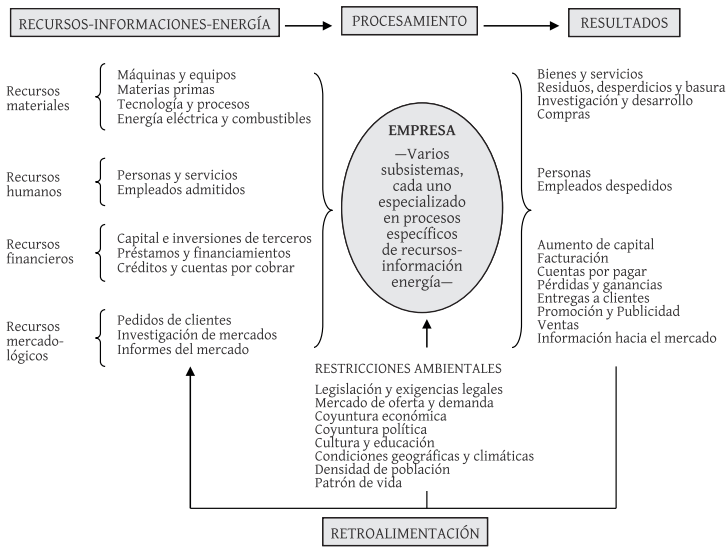 RECURSOS-INFORMACIONES-ENERGÍA
PROCESAMIENTO
RESULTADOS
Recursos
materiales
Máquinas y equipos
Materias primas
Tecnología y procesos
Energía eléctrica y combustibles
Recursos
humanos
Personas y servicios
Empleados admitidos
Recursos
financieros
Capital e inversiones de terceros
Préstamos y financiamientos
Créditos y cuentas por cobrar
Recursos
mercado-
lógicos
Pedidos de clientes
Investigación de mercados
Informes del mercado
EMPRESA
—Varios
subsistemas,
cada uno
especializado
en procesos
específicos
de recursos-
información
energía—
Bienes y servicios
Residuos, desperdicios y basura
Investigación y desarrollo
Compras
Personas
Empleados despedidos
Aumento de capital
Facturación
Cuentas por pagar
Pérdidas y ganancias
Entregas a clientes
Promoción y Publicidad
Ventas
Información hacia el mercado
RESTRICCIONES AMBIENTALES
Legislación y exigencias legales
Mercado de oferta y demanda
Coyuntura económica
Coyuntura política
Cultura y educación
Condiciones geográficas y climáticas
Densidad de población
Patrón de vida
RETROALIMENTACIÓN